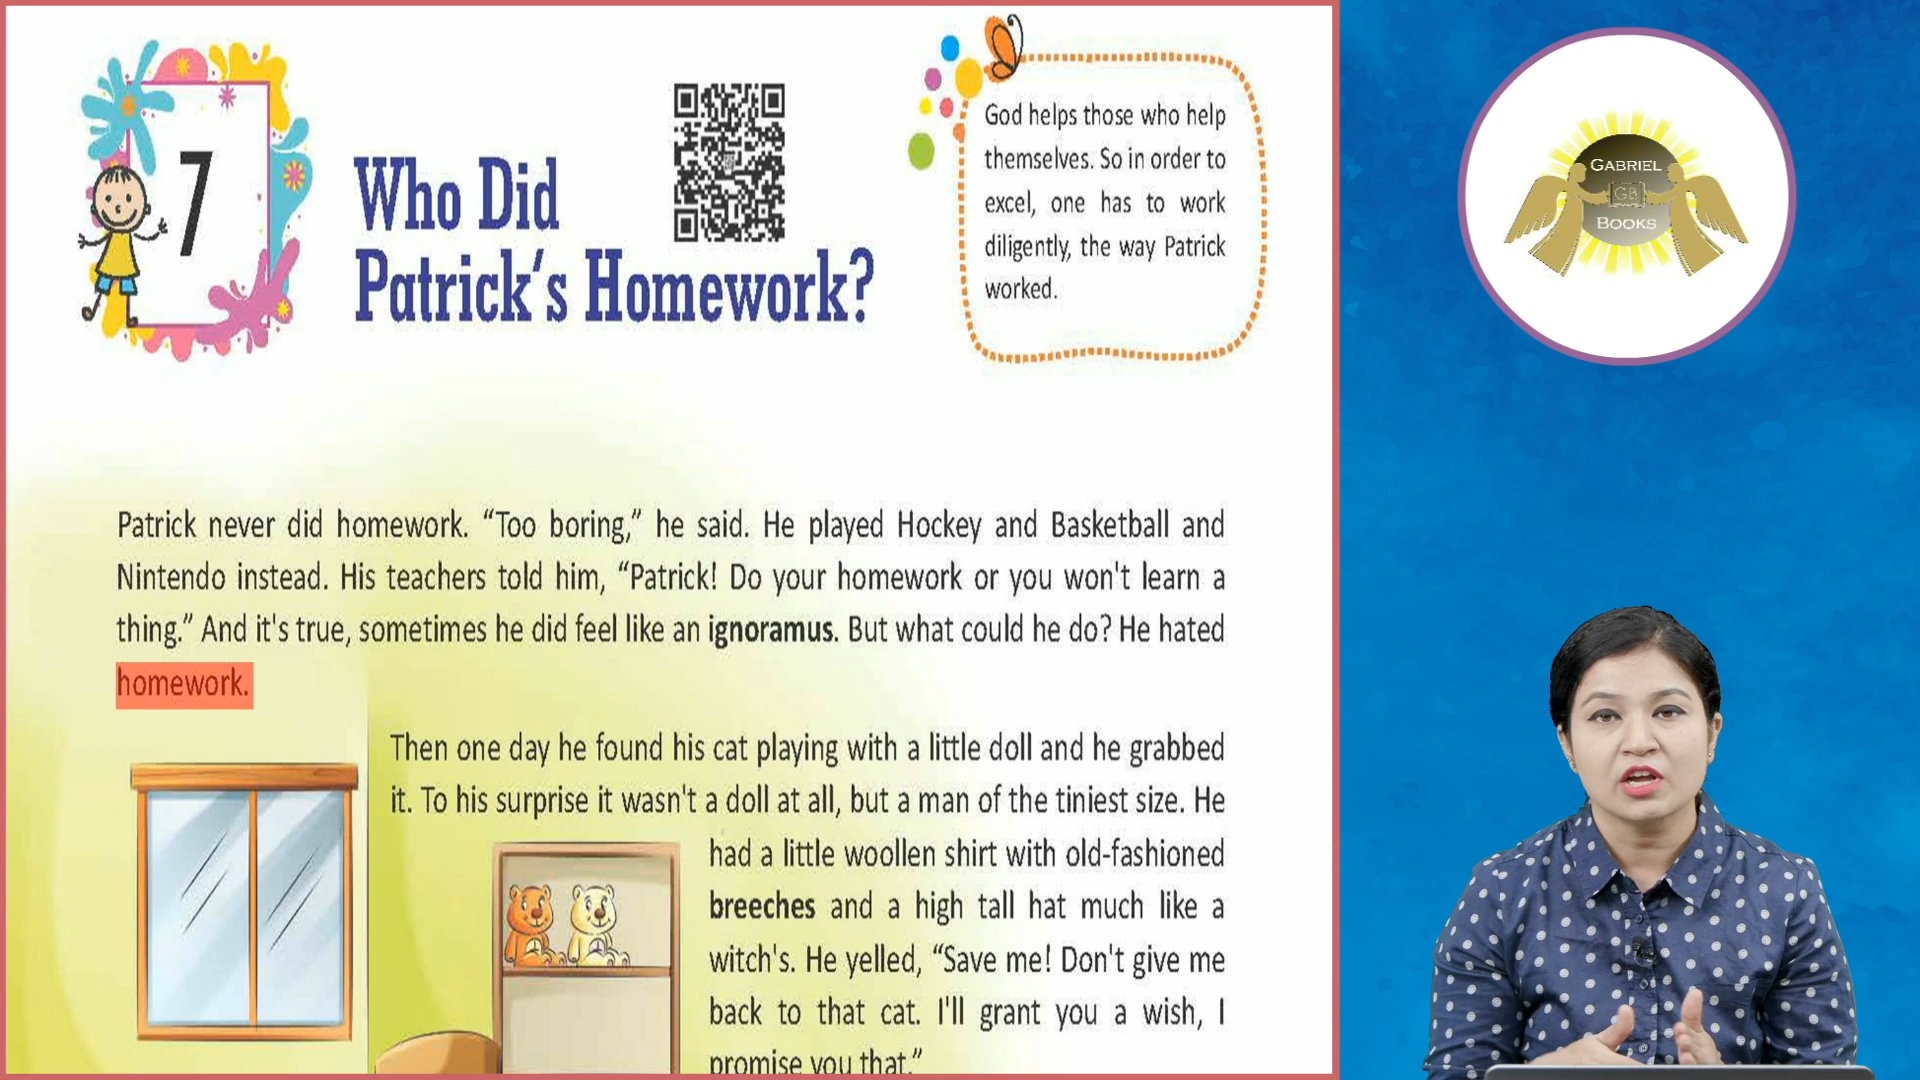 7
Who Did
Patrick's Homework?
God helps those who help
themselves. So in order to
excel, one has to work
diligently, the way Patrick
worked.
Patrick never did homework. “Too boring,” he said. He played Hockey and Basketball and
Nintendo instead. His teachers told him, “Patrick! Do your homework or you won't learn a
thing.” And it's true, sometimes he did feel like an ignoramus. But what could he do? He hated
homework.
Then one day he found his cat playing with a little doll and he grabbed
it. To his surprise it wasn't a doll at all, but a man of the tiniest size. He
had a little woollen shirt with old-fashioned
breeches and a high tall hat much like a
witch's. He yelled, “Save me! Don't give me
back to that cat. I'll grant you a wish, I
promise you that.”
GABRIEL
GB
BOOKS